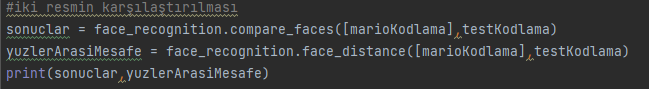 #iki resmin karşılaştırılması
sonuclar = face_recognition.compare_faces([marioKodlama],testKodlama)
yuzlerArasiMesafe = face_recognition.face_distance([marioKodlama],testKodlama)
print(sonuclar,yuzlerArasiMesafe)